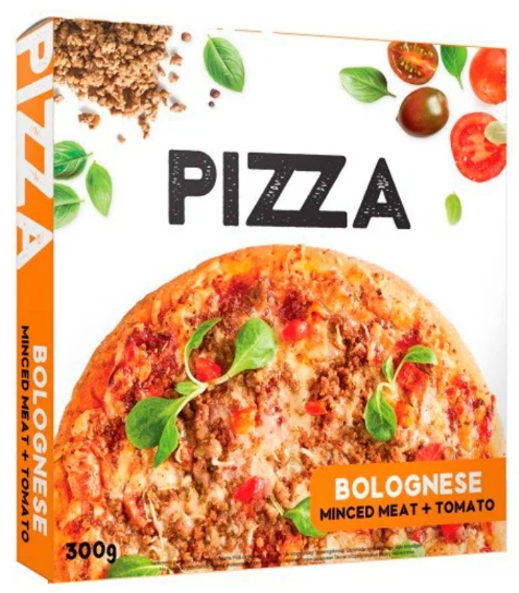 PIZZA
BOLOGNESE
MINCED MEAT + TOMATO
PIZZA
BOLOGNESE
MINCED MEAT + TOMATO
300g